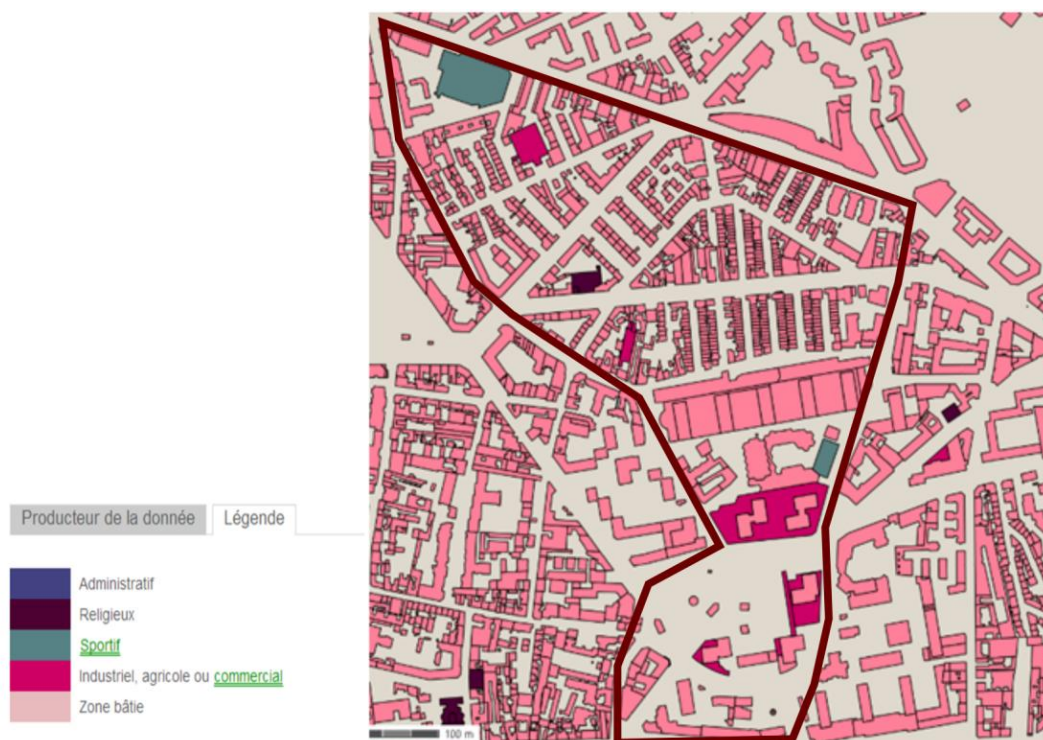 Producteur de la donnée
Légende
Administratif
Religieux
Sportif
Industriel, agricole ou commercial
Zone bâtie
100 m